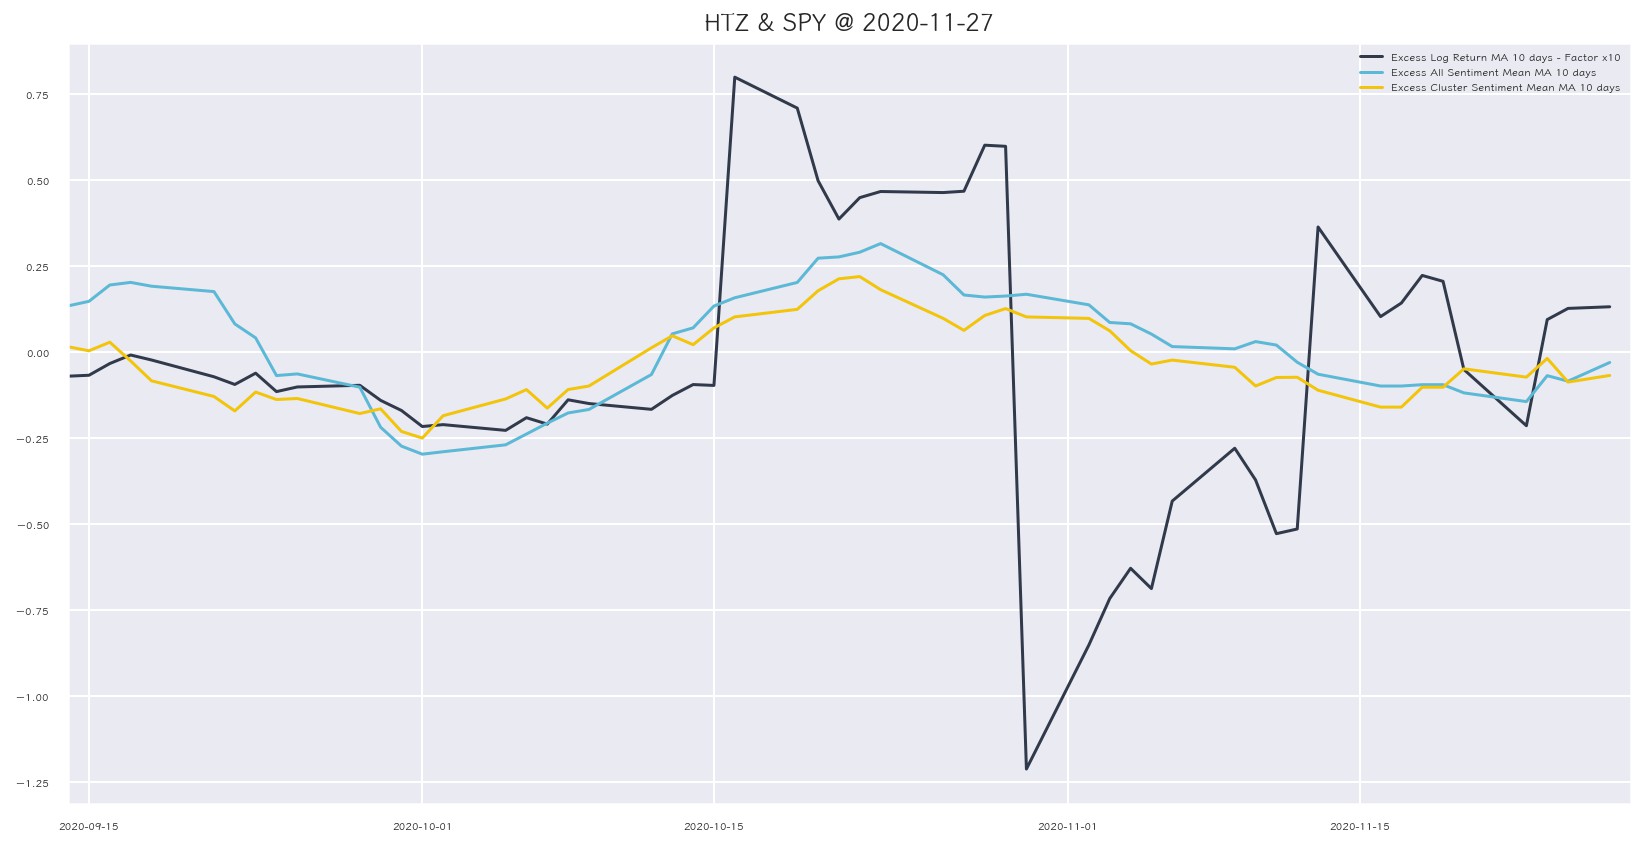 HTZ & SPY @ 2020-11-27
Excess Log Return MA 10 days - Factor x10
Excess All Sentiment Mean MA 10 days
Excess Cluster Sentiment Mean MA 10 days
0.75
0.50
0.25
0.00
−0.25
−0.50
−0.75
−1.00
−1.25
2020-09-15 2020-10-01 2020-10-15 2020-11-01 2020-11-15